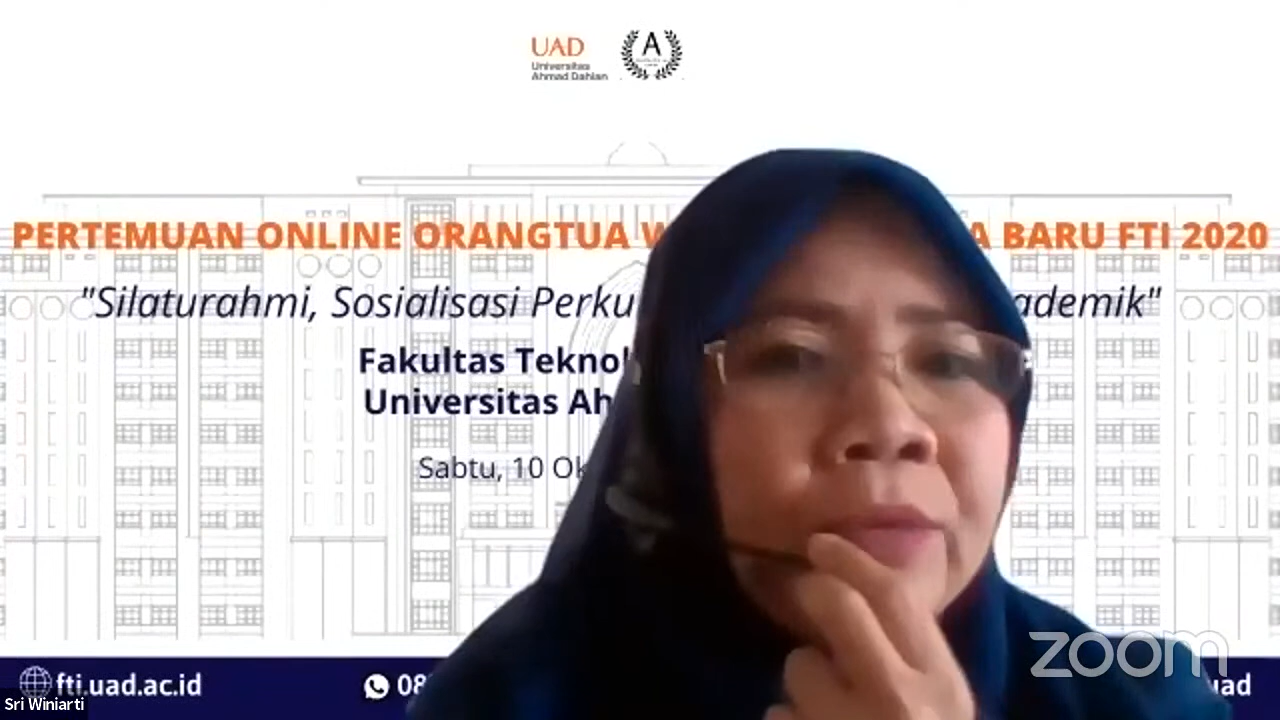 UAD
Universitas
Ahmad Dahlan
A
PERTEMUAN ONLINE ORANGTUA W A BARU FTI 2020
"Silaturahmi, Sosialisasi Perku ademik"
Fakultas Teknol
Universitas Ah
Sabtu, 10 Ok
fti.uad.ac.id
08
uad
Sri Winiarti
zoom